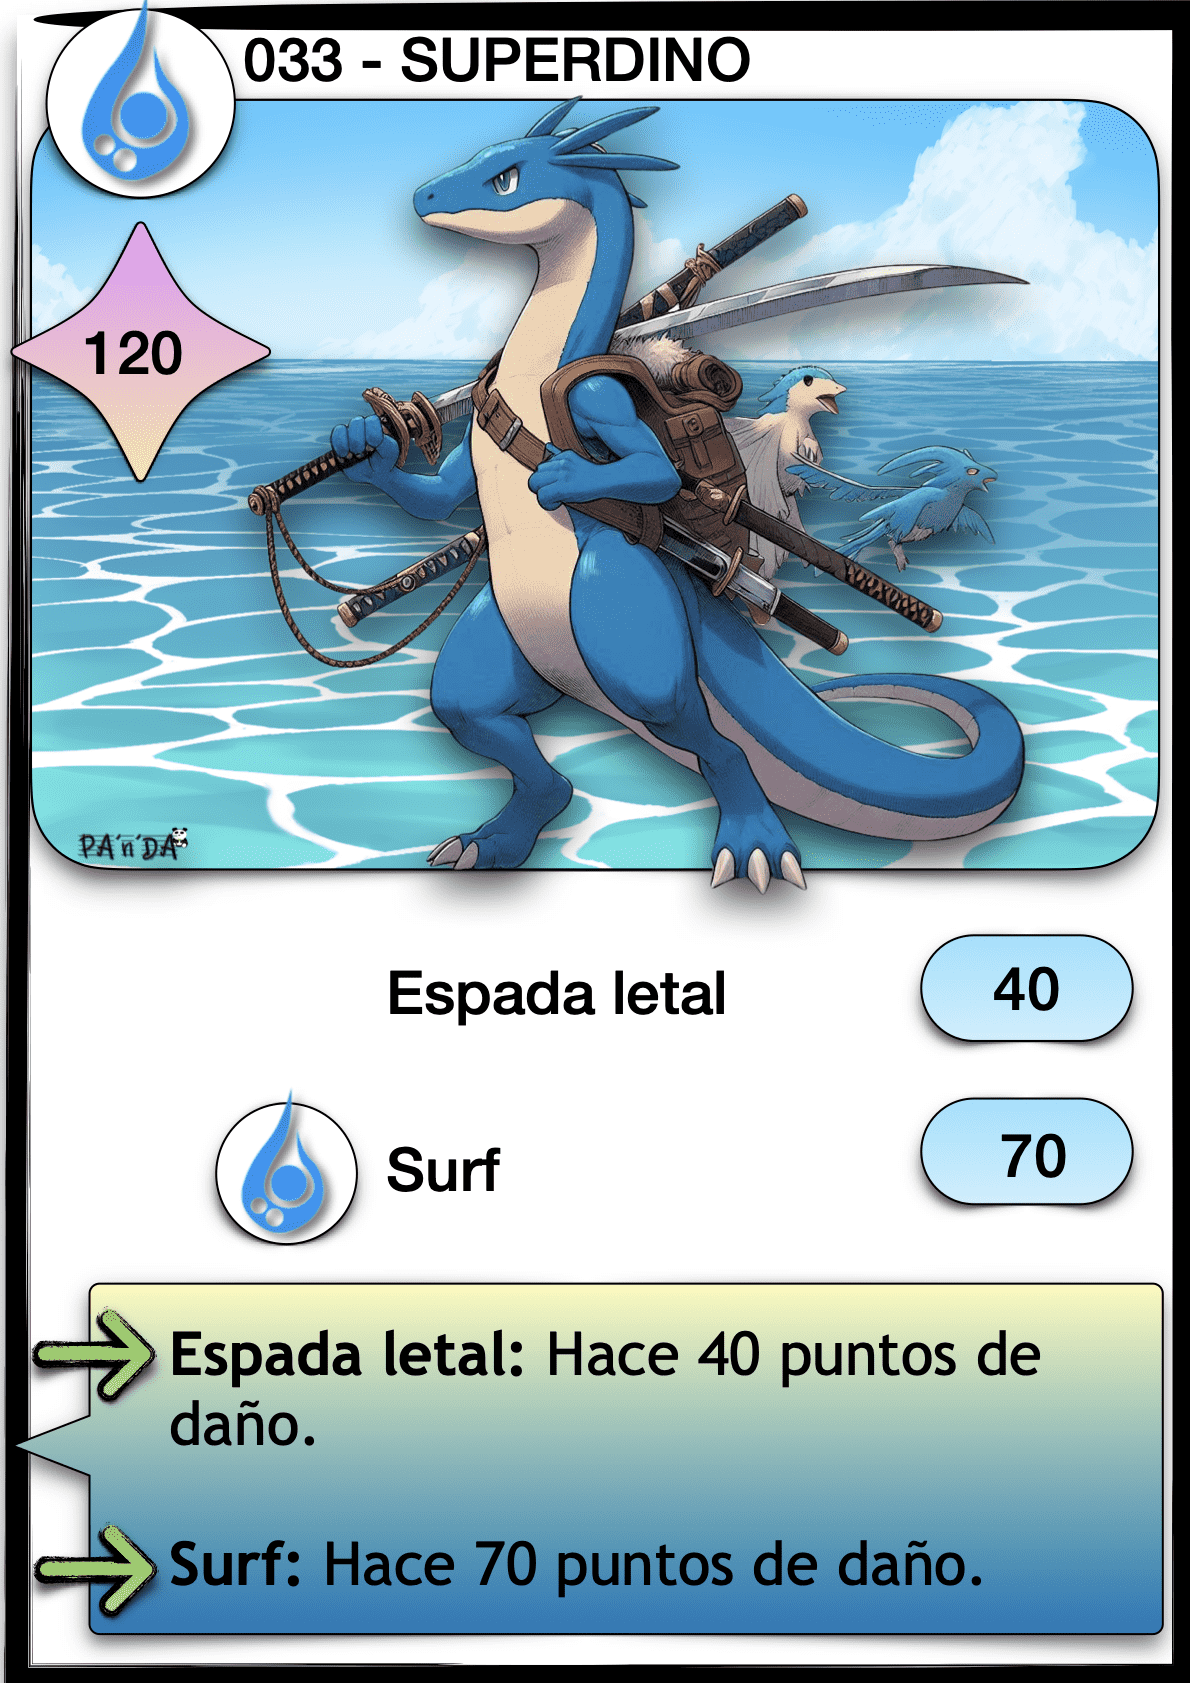 033 - SUPERDINO
120
PA'n'DA
Espada letal
40
Surf
70
Espada letal: Hace 40 puntos de
daño.
Surf: Hace 70 puntos de daño.